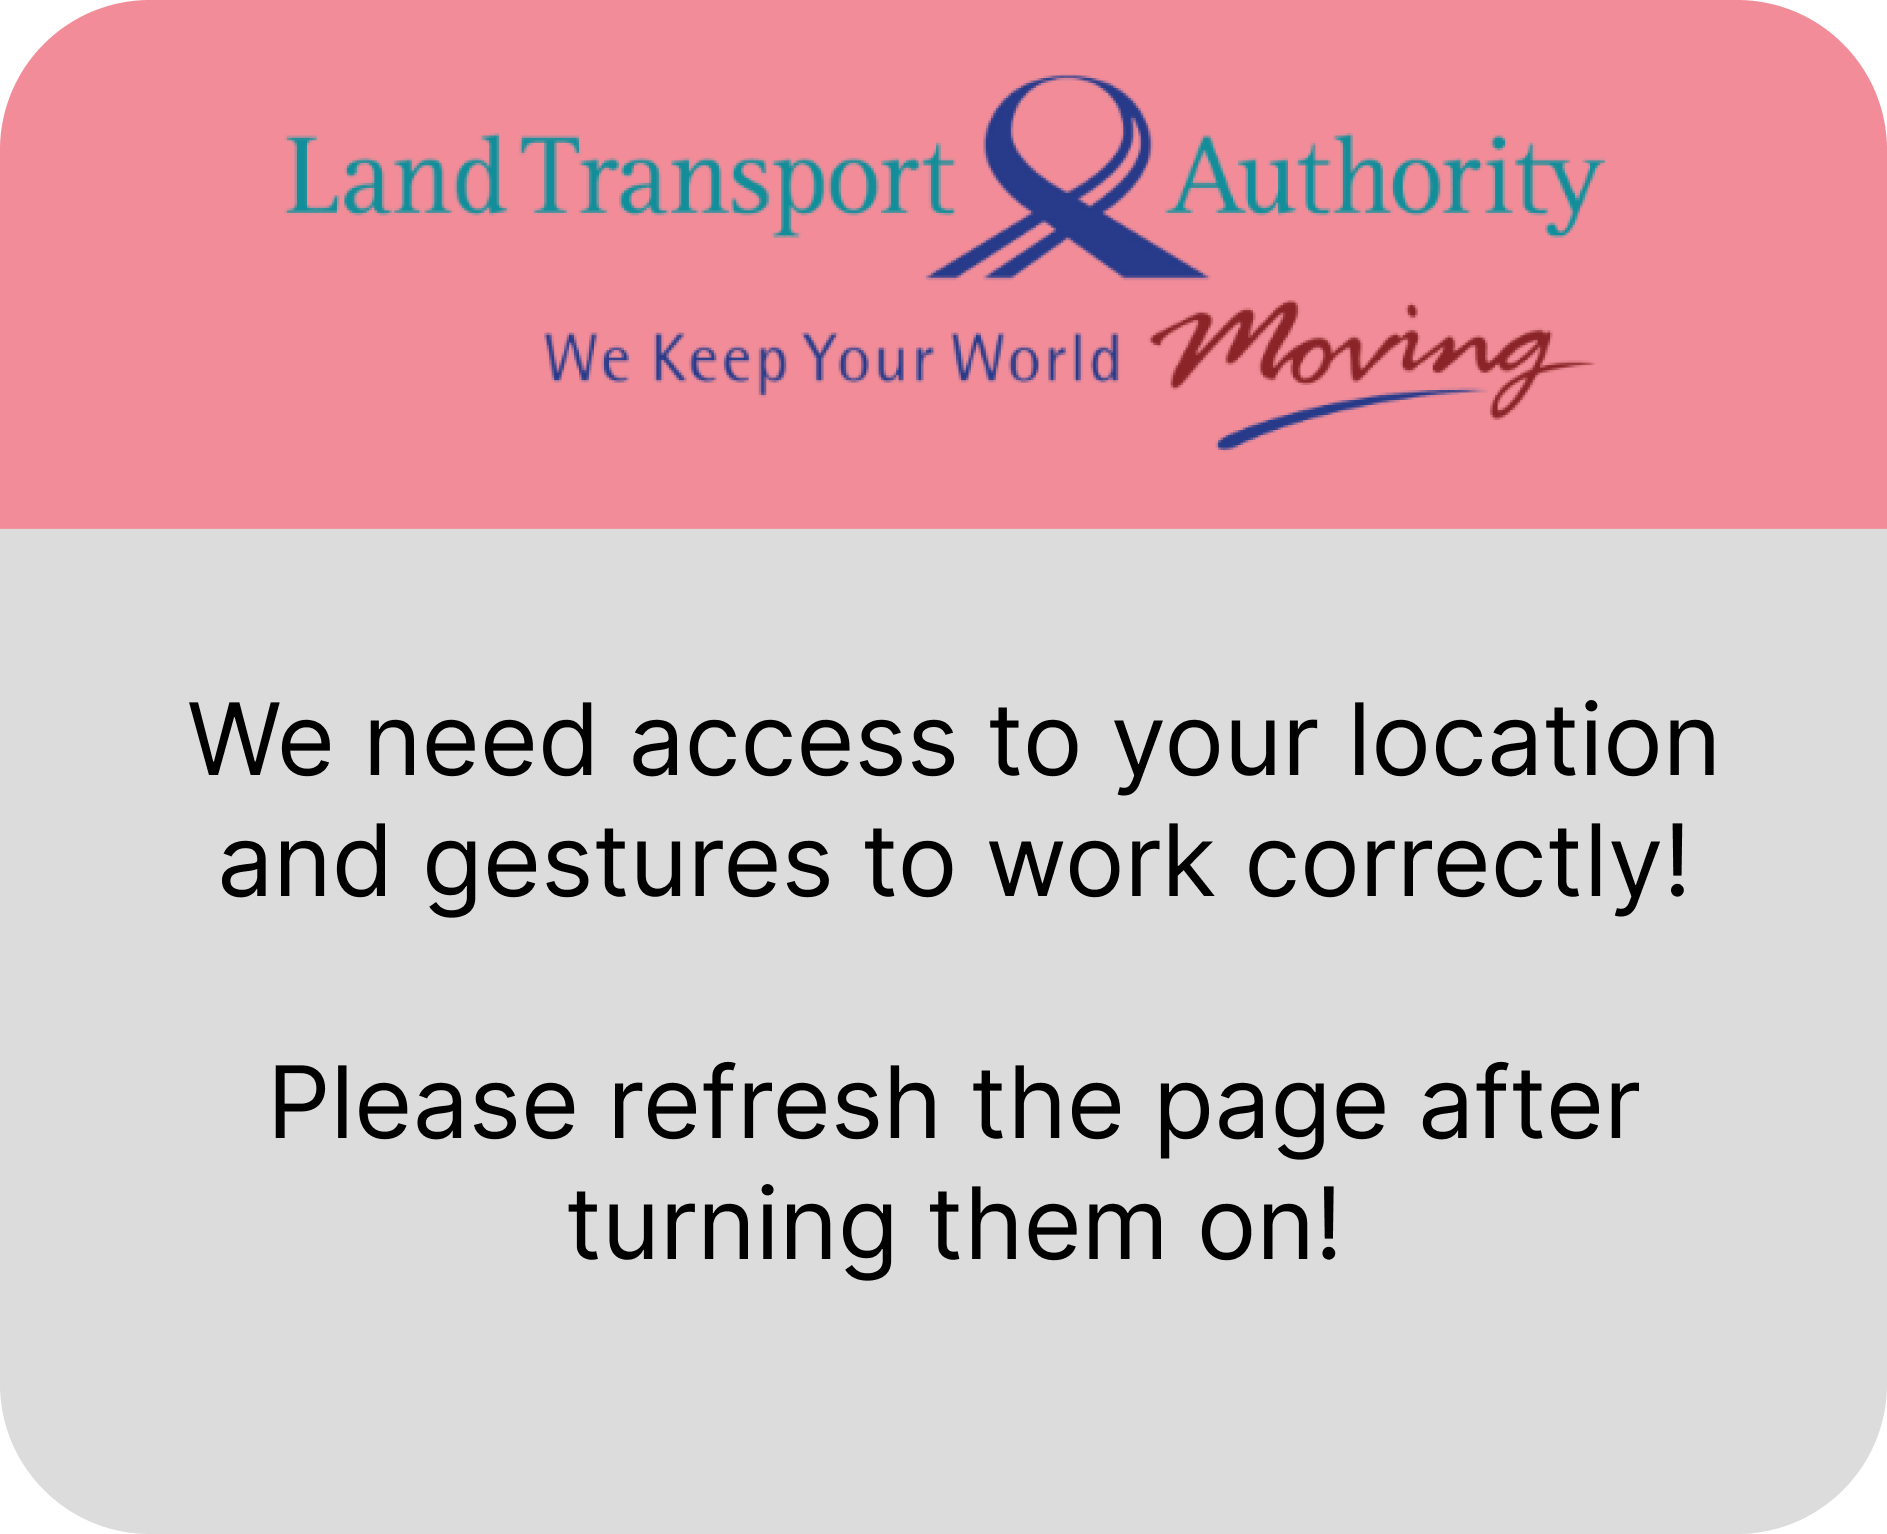 Land Transport Authority
We Keep Your World Moving
We need access to your location
and gestures to work correctly!
Please refresh the page after
turning them on!